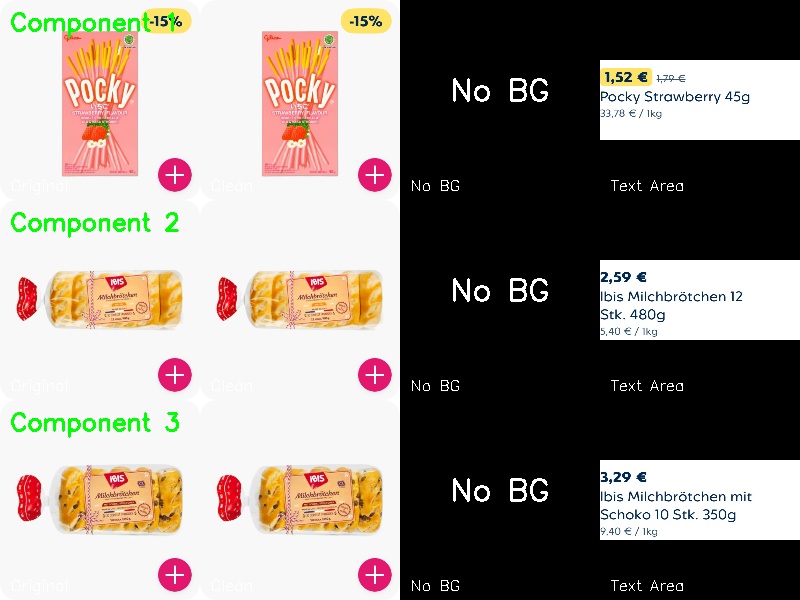 Component 1
-15%
-15%
Glico
Glico
POCKY
POCKY
STRAWBERRY FLAVOUR
STRAWBERRY FLAVOUR
No BG
1,52 € 1,79 €
Pocky Strawberry 45g
33,78 € / 1kg
Original
Clean
No BG
Text Area
Component 2
IBIS
IBIS
Milchbrötchen
Milchbrötchen
No BG
2,59 €
Ibis Milchbrötchen 12
Stk. 480g
5,40 € / 1kg
Original
Clean
No BG
Text Area
Component 3
IBIS
IBIS
Milchbrötchen
Milchbrötchen
No BG
3,29 €
Ibis Milchbrötchen mit
Schoko 10 Stk. 350g
9,40 € / 1kg
Original
Clean
No BG
Text Area